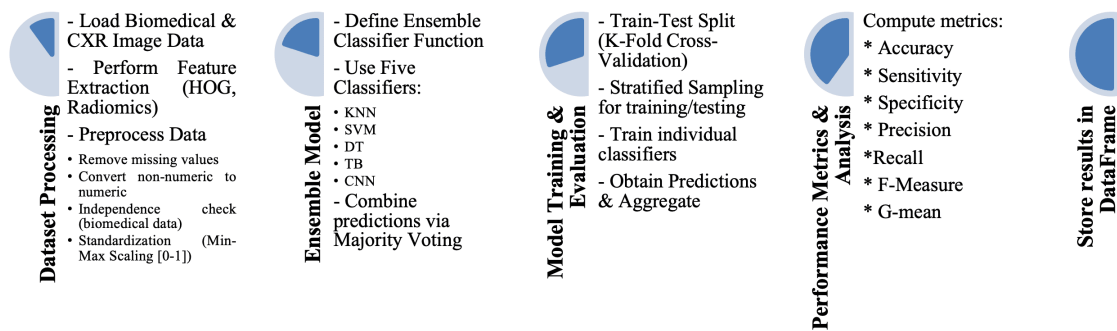 Dataset Processing
- Load Biomedical &
CXR Image Data
- Perform Feature
Extraction (HOG,
Radiomics)
- Preprocess Data
• Remove missing values
• Convert non-numeric to
numeric
• Independence check
(biomedical data)
• Standardization (Min-
Max Scaling [0-1])
Ensemble Model
- Define Ensemble
Classifier Function
- Use Five
Classifiers:
• KNN
• SVM
• DT
• TB
• CNN
- Combine
predictions via
Majority Voting
Model Training &
Evaluation
- Train-Test Split
(K-Fold Cross-
Validation)
- Stratified Sampling
for training/testing
- Train individual
classifiers
- Obtain Predictions
& Aggregate
Performance Metrics &
Analysis
Compute metrics:
* Accuracy
* Sensitivity
* Specificity
* Precision
*Recall
* F-Measure
* G-mean
Store results in
DataFrame